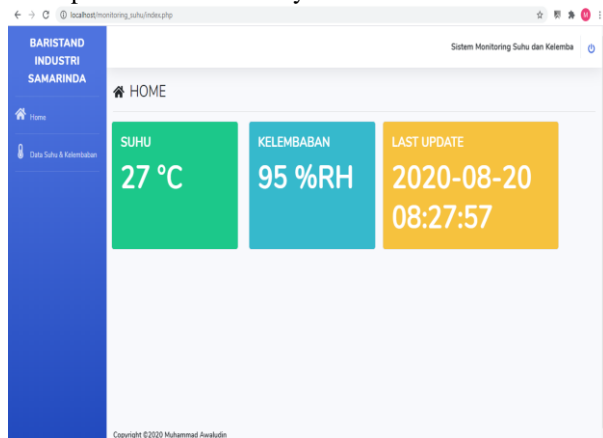 localhost/monitoring_suhu/index.php
M
BARISTAND
INDUSTRI
SAMARINDA
Sistem Monitoring Suhu dan Kelemba
HOME
Home
Data Suhu & Kelembaban
SUHU
27 °C
KELEMBABAN
95 %RH
LAST UPDATE
2020-08-20
08:27:57
Copyright ©2020 Muhammad Awaludin